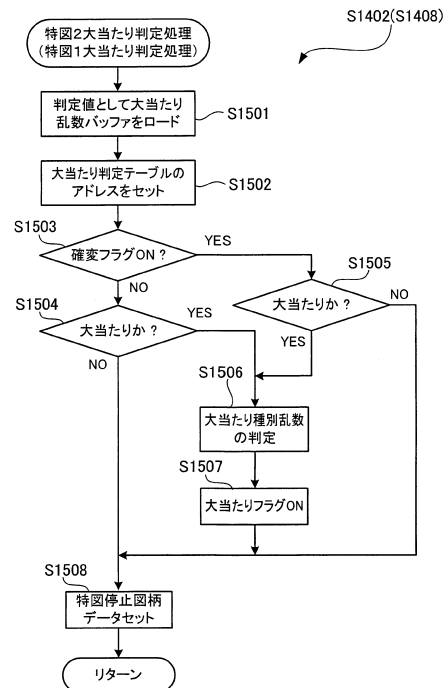 S1402(S1408)
特図2大当たり判定処理
(特図1大当たり判定処理)
判定値として大当たり
乱数バッファをロード
S1501
大当たり判定テーブルの
アドレスをセット
S1502
S1503
確変フラグON？
YES
NO
S1505
大当たりか？
NO
YES
S1504
大当たりか？
YES
NO
S1506
大当たり種別乱数
の判定
S1507
大当たりフラグON
S1508
特図停止図柄
データセット
リターン